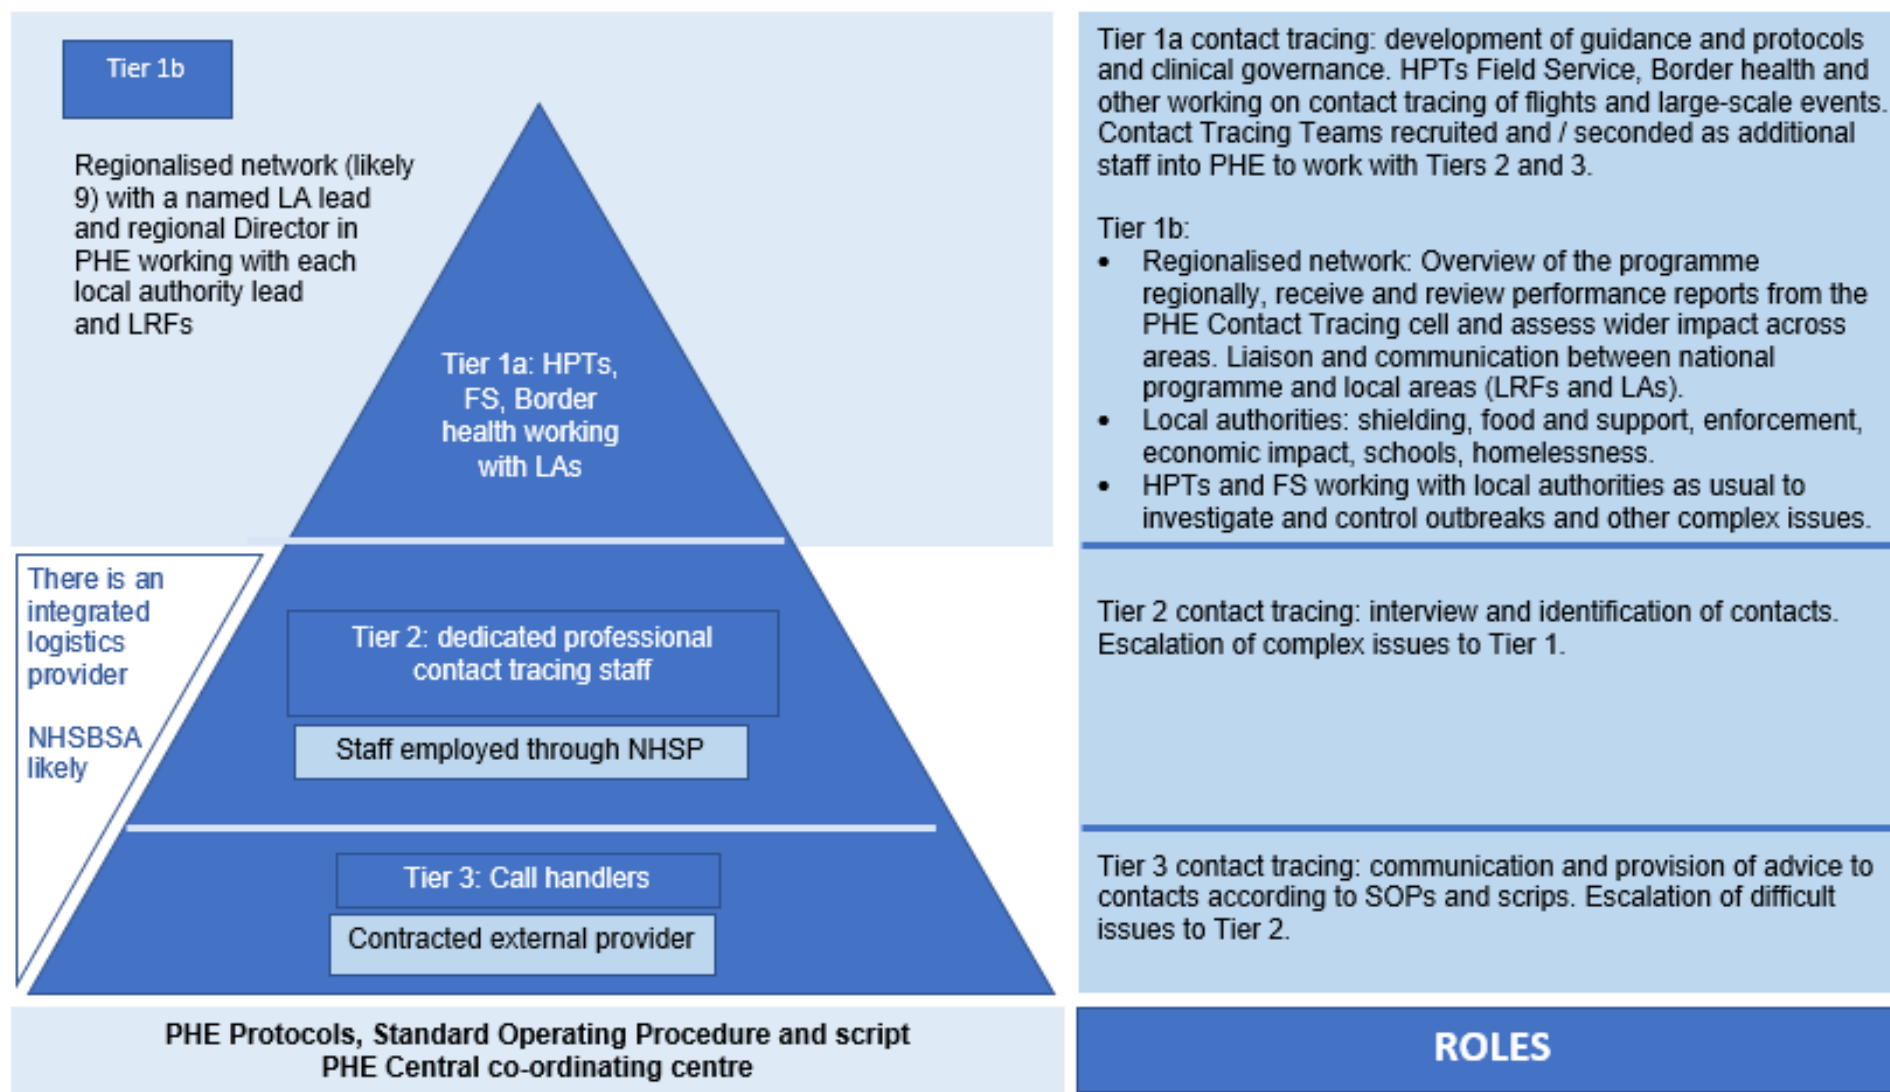 Tier 1b
Regionalised network (likely
9) with a named LA lead
and regional Director in
PHE working with each
local authority lead
and LRFs
Tier 1a: HPTs,
FS, Border
health working
with LAs
There is an
integrated
logistics
provider
NHSBSA
likely
Tier 2: dedicated professional
contact tracing staff
Staff employed through NHSP
Tier 3: Call handlers
Contracted external provider
PHE Protocols, Standard Operating Procedure and script
PHE Central co-ordinating centre
Tier 1a contact tracing: development of guidance and protocols
and clinical governance. HPTs Field Service, Border health and
other working on contact tracing of flights and large-scale events.
Contact Tracing Teams recruited and / seconded as additional
staff into PHE to work with Tiers 2 and 3.
Tier 1b:
• Regionalised network: Overview of the programme
regionally, receive and review performance reports from the
PHE Contact Tracing cell and assess wider impact across
areas. Liaison and communication between national
programme and local areas (LRFs and LAs).
• Local authorities: shielding, food and support, enforcement,
economic impact, schools, homelessness.
• HPTs and FS working with local authorities as usual to
investigate and control outbreaks and other complex issues.
Tier 2 contact tracing: interview and identification of contacts.
Escalation of complex issues to Tier 1.
Tier 3 contact tracing: communication and provision of advice to
contacts according to SOPs and scrips. Escalation of difficult
issues to Tier 2.
ROLES